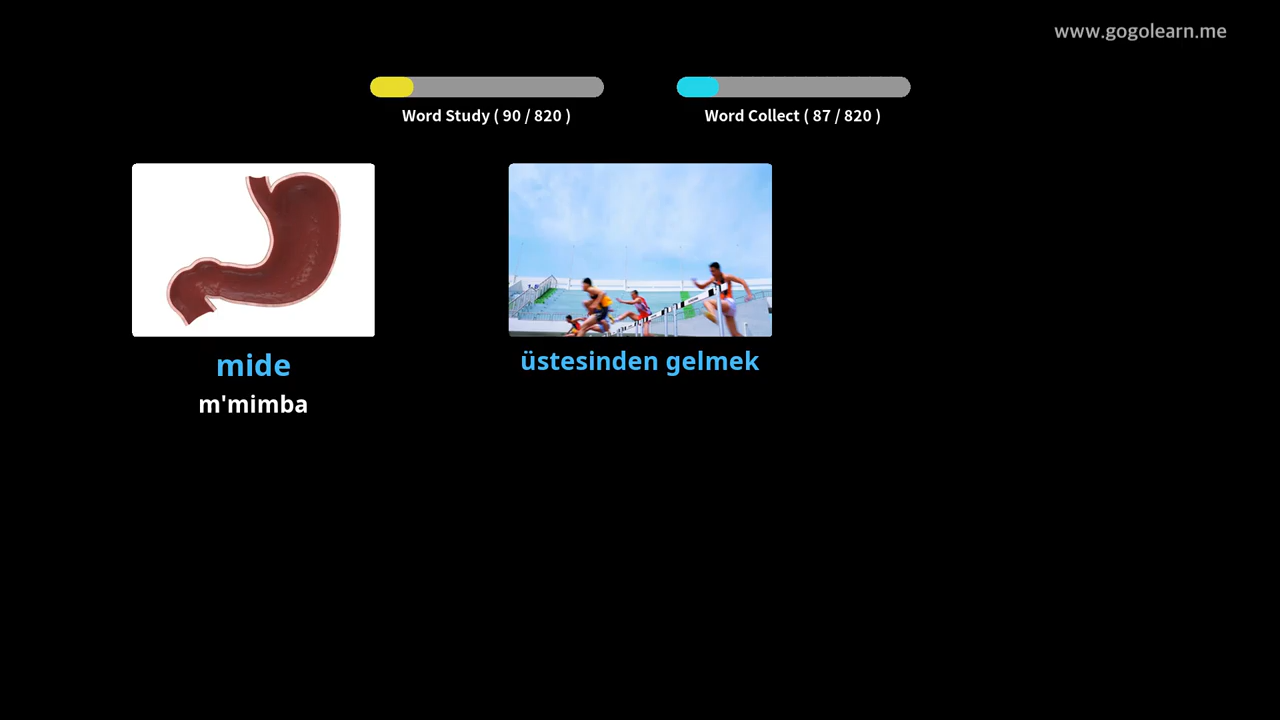 www.gogolearn.me
Word Study ( 90 / 820 )
Word Collect ( 87 / 820 )
mide
m'mimba
üstesinden gelmek